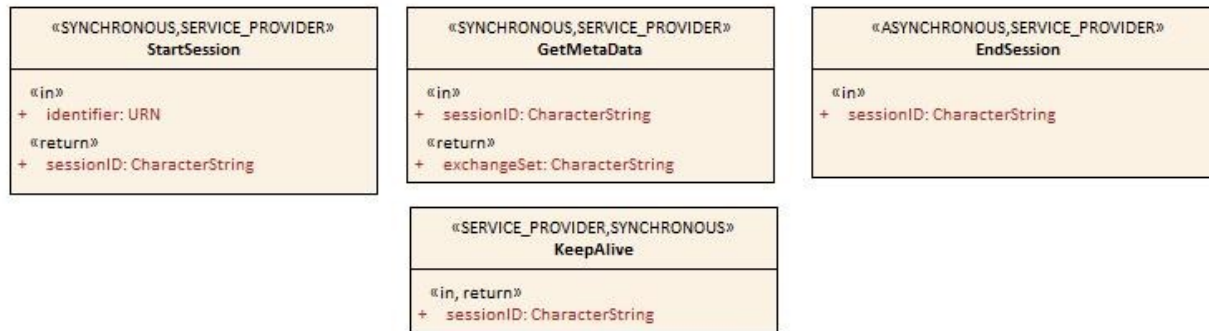 «SYNCHRONOUS,SERVICE_PROVIDER»
StartSession
«in»
+ identifier: URN
«return»
+ sessionID: CharacterString
«SYNCHRONOUS,SERVICE_PROVIDER»
GetMetaData
«in»
+ sessionID: CharacterString
«return»
+ exchangeSet: CharacterString
«ASYNCHRONOUS,SERVICE_PROVIDER»
EndSession
«in»
+ sessionID: CharacterString
«SERVICE_PROVIDER,SYNCHRONOUS»
KeepAlive
«in, return»
+ sessionID: CharacterString